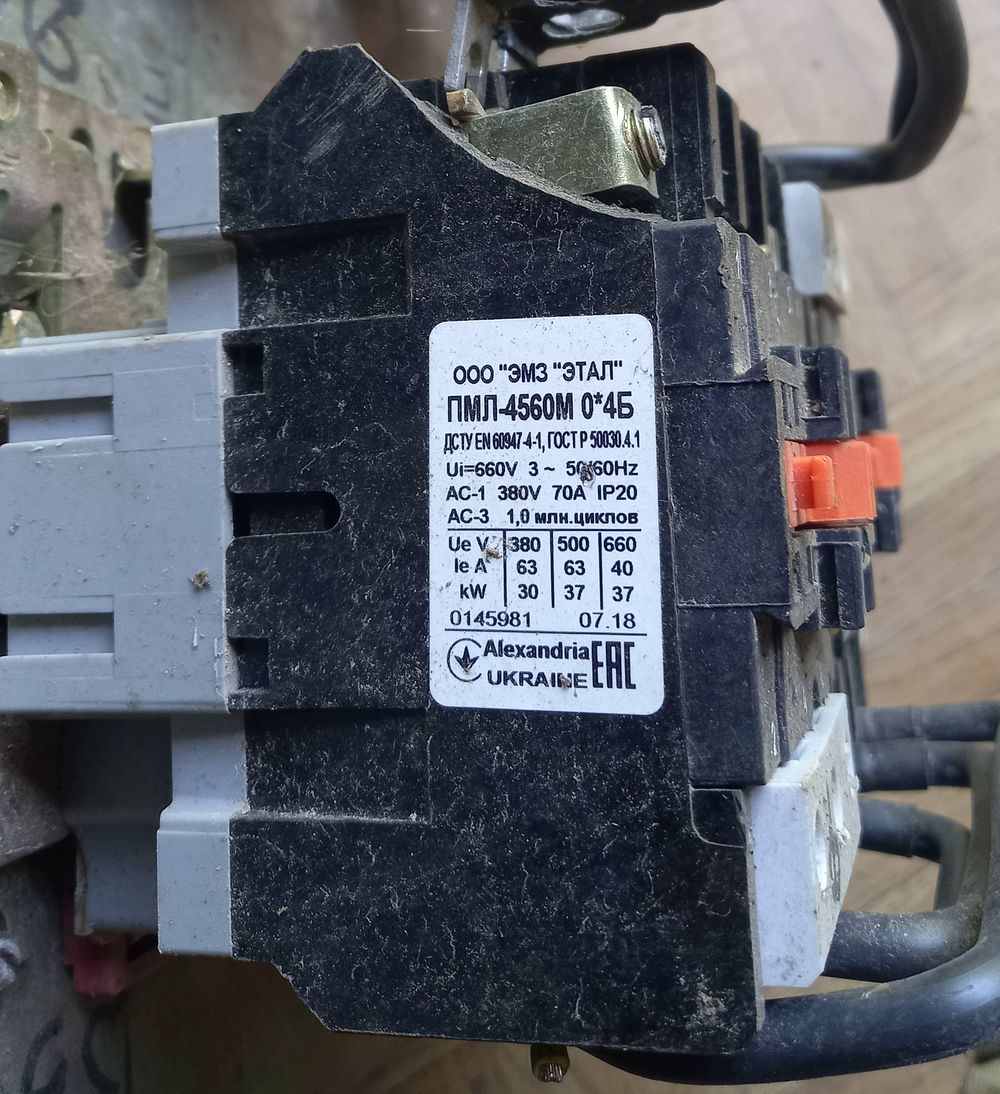 ООО "ЭМЗ "ЭТАЛ"
ПМЛ-4560М 0*4Б
ДСТУ EN 60947-4-1, ГОСТ Р 50030.4.1
Ui=660V 3 ~ 50/60Hz
AC-1 380V 70A IP20
AC-3 1,0 млн.циклов
Ue V 380 500 660
Ie A 63 63 40
kW 30 37 37
0145981 07.18
Alexandria EAC
UKRAINE